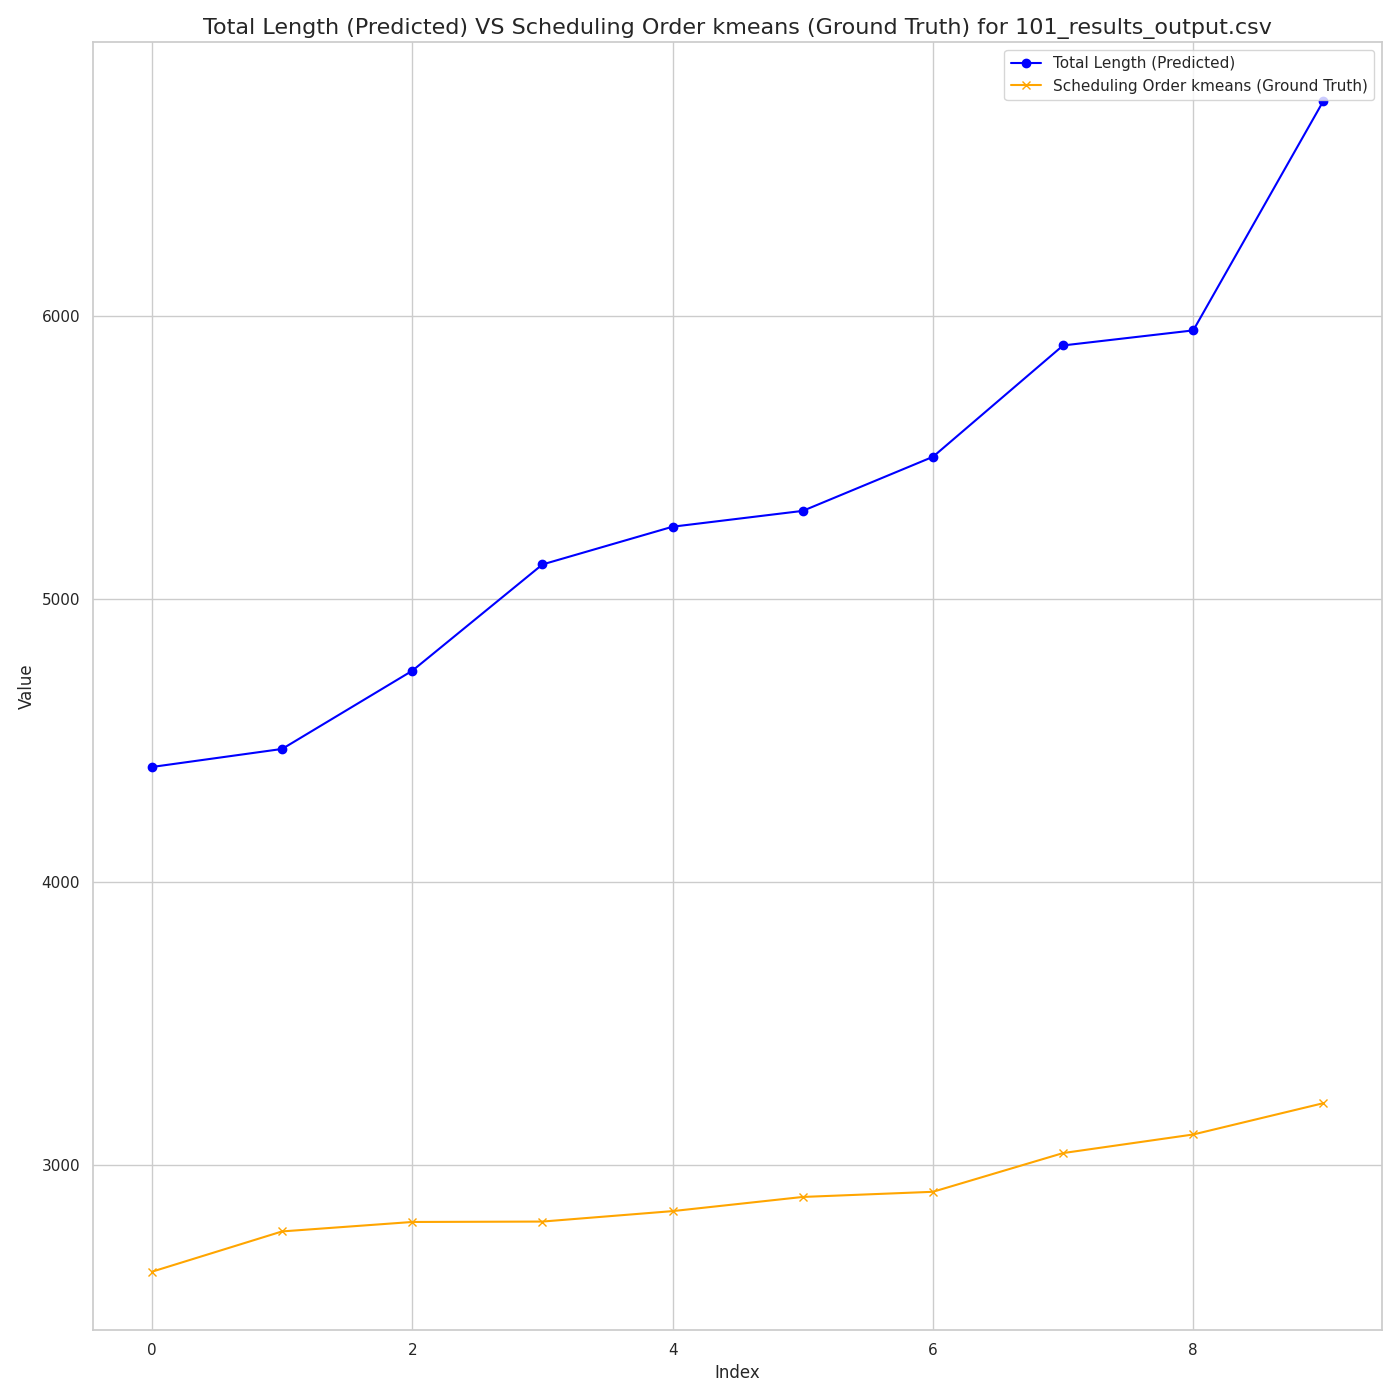 Total Length (Predicted) VS Scheduling Order kmeans (Ground Truth) for 101_results_output.csv
Total Length (Predicted)
Scheduling Order kmeans (Ground Truth)
6000
5000
4000
3000
Value
0 2 4 6 8
Index